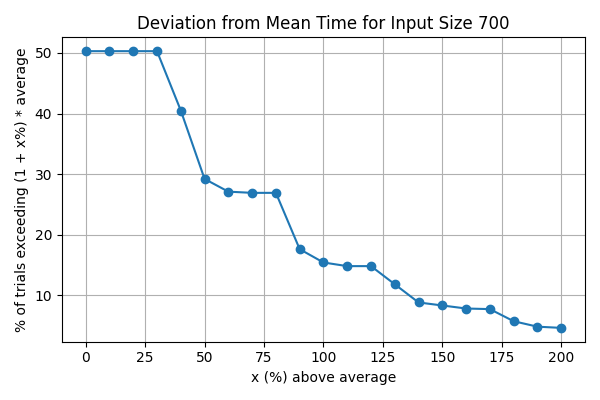 Deviation from Mean Time for Input Size 700
% of trials exceeding (1 + x%) * average
50
40
30
20
10
0 25 50 75 100 125 150 175 200
x (%) above average